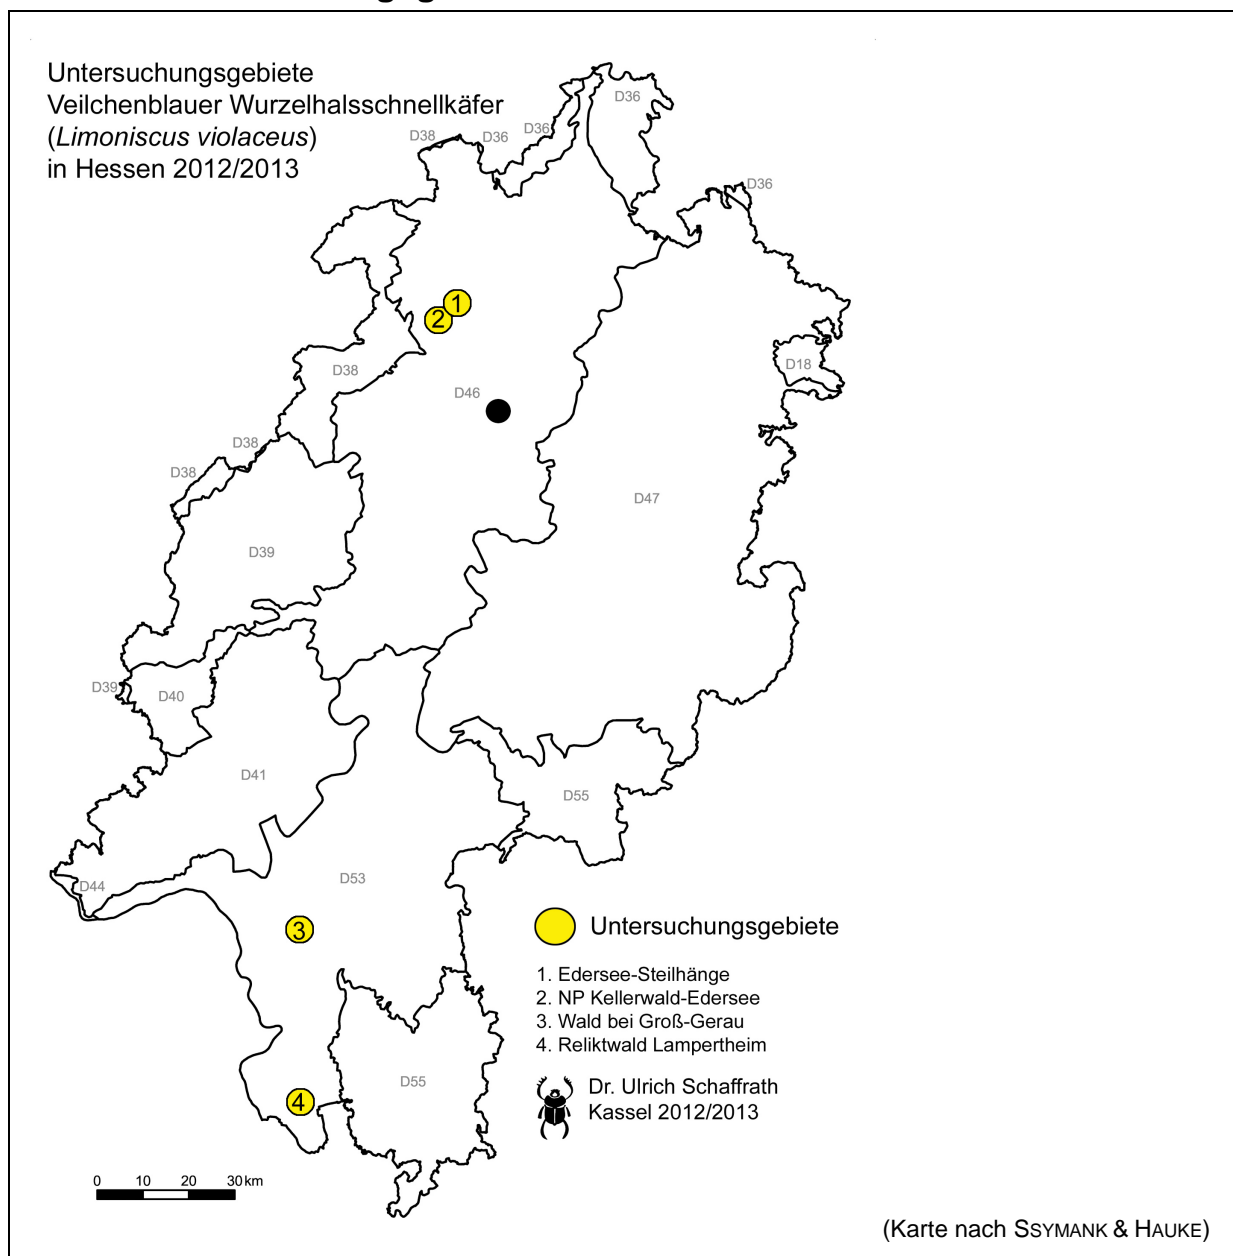 Untersuchungsgebiete
Veilchenblauer Wurzelhalsschnellkäfer
(Limoniscus violaceus)
in Hessen 2012/2013
D36
D38
D36
D36
D36
1
2
D38
D18
D46
D38
D38
D47
D39
D39
D40
D41
D55
D44
D53
3
Untersuchungsgebiete
1. Edersee-Steilhänge
2. NP Kellerwald-Edersee
3. Wald bei Groß-Gerau
4. Reliktwald Lampertheim
D55
4
Dr. Ulrich Schaffrath
Kassel 2012/2013
0 10 20 30 km
(Karte nach SSYMANK & HAUKE)